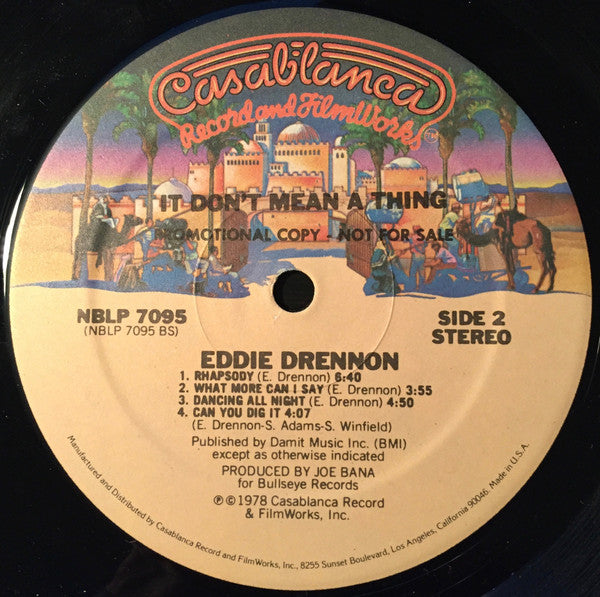 Casablanca
Record and FilmWorks
TM
IT DON'T MEAN A THING
PROMOTIONAL COPY - NOT FOR SALE
NBLP 7095
(NBLP 7095 BS)
SIDE 2
STEREO
EDDIE DRENNON
1. RHAPSODY (E. Drennon) 6:40
2. WHAT MORE CAN I SAY (E. Drennon) 3:55
3. DANCING ALL NIGHT (E. Drennon) 4:50
4. CAN YOU DIG IT 4:07
(E. Drennon-S. Adams-S. Winfield)
Published by Damit Music Inc. (BMI)
except as otherwise indicated
PRODUCED BY JOE BANA
for Bullseye Records
℗©1978 Casablanca Record
& FilmWorks, Inc.
Manufactured and Distributed by Casablanca Record and FilmWorks, Inc., 8255 Sunset Boulevard, Los Angeles, California 90046. Made in U.S.A.